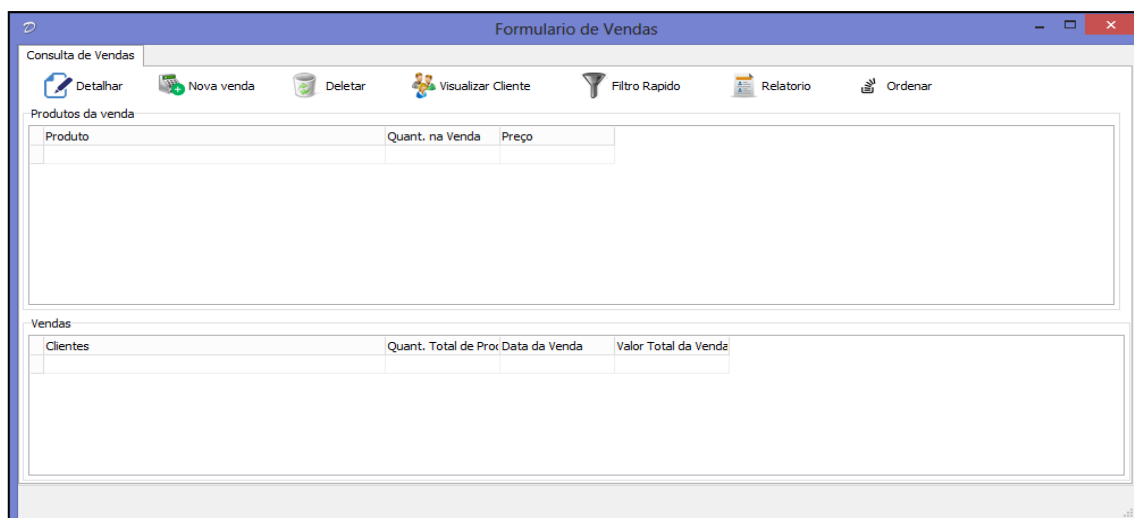 Formulario de Vendas
Consulta de Vendas
Detalhar Nova venda Deletar Visualizar Cliente Filtro Rapido Relatorio Ordenar
Produtos da venda
Produto Quant. na Venda Preço
Vendas
Clientes Quant. Total de Proc Data da Venda Valor Total da Venda